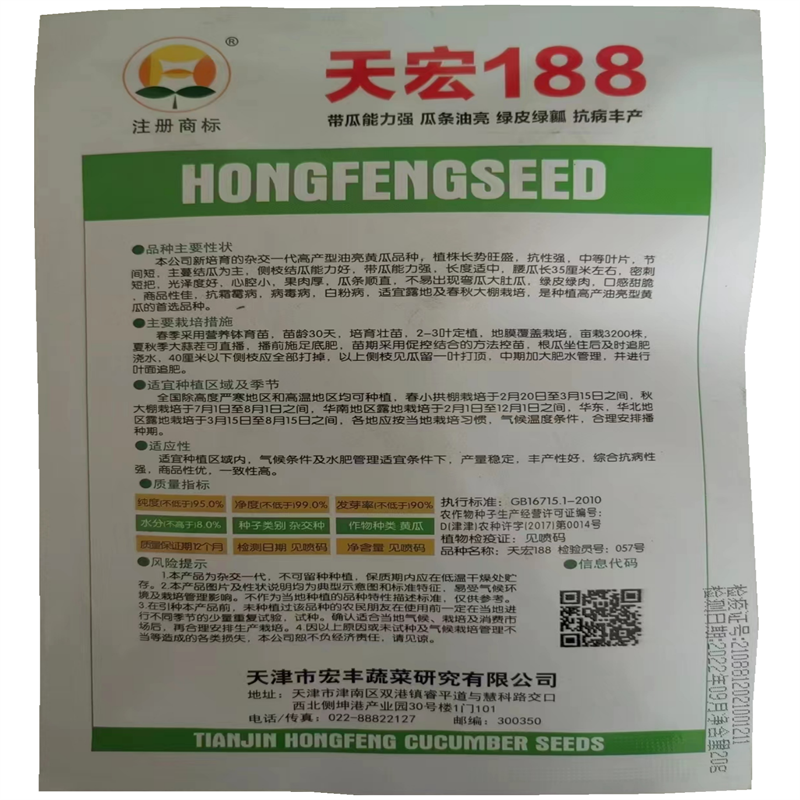 ®
注册商标
天宏188
带瓜能力强 瓜条油亮 绿皮绿瓤 抗病丰产
HONGFENGSEED
●品种主要性状
本公司新培育的杂交一代高产型油亮黄瓜品种，植株长势旺盛，抗性强，中等叶片，节
间短，主蔓结瓜为主，侧枝结瓜能力好，带瓜能力强，长度适中，腰瓜长35厘米左右，密刺
短把，光泽度好，心腔小，果肉厚，瓜条顺直，不易出现弯瓜大肚瓜，绿皮绿肉，口感甜脆
，商品性佳，抗霜霉病，病毒病，白粉病，适宜露地及春秋大棚栽培，是种植高产油亮型黄
瓜的首选品种。
●主要栽培措施
春季采用营养钵育苗，苗龄30天，培育壮苗，2-3叶定植，地膜覆盖栽培，亩栽3200株，
夏秋季大蒜茬可直播，播前施足底肥，苗期采用促控结合的方法控苗，根瓜坐住后及时追肥
浇水，40厘米以下侧枝应全部打掉，以上侧枝见瓜留一叶打顶，中期加大肥水管理，并进行
叶面追肥。
●适宜种植区域及季节
全国除高度严寒地区和高温地区均可种植，春小拱棚栽培于2月20日至3月15日之间，秋
大棚栽培于7月1日至8月1日之间，华南地区露地栽培于2月1日至12月1日之间，华东，华北地
区露地栽培于3月15日至8月15日之间，各地应按当地栽培习惯，气候温度条件，合理安排播
种期。
●适应性
适宜种植区域内，气候条件及水肥管理适宜条件下，产量稳定，丰产性好，综合抗病性
强，商品性优，一致性高。
●质量指标
纯度(不低于)95.0% 净度(不低于)99.0% 发芽率(不低于)90%
水分(不高于)8.0% 种子类别 杂交种 作物种类 黄瓜
质量保证期12个月 检测日期 见喷码 净含量 见喷码
执行标准：GB16715.1-2010
农作物种子生产经营许可证编号：
D(津津)农种许字(2017)第0014号
植物检疫证：见喷码
品种名称：天宏188 检验员号：057号
●风险提示
1.本产品为杂交一代，不可留种种植，保质期内应在低温干燥处贮
存。2.本产品图片及性状说明均为典型示意图和标准特征，易受气候环
境及栽培管理影响。不作为当地种植的品种特性描述标准，仅供参考。
3.在引种本产品前，未种植过该品种的农民朋友在使用前一定在当地进
行不同季节的少量重复试验，试种。确认适合当地气候、栽培及消费市
场后，再合理安排生产栽培。4.因以上原因或未试种及气候栽培管理不
当等造成的各类损失，本公司恕不负经济责任，请见谅。
●信息代码
天津市宏丰蔬菜研究有限公司
地址：天津市津南区双港镇睿平道与慧科路交口
西北侧坤港产业园30号楼1门101
电话/传真：022-88822127 邮编：300350
TIANJIN HONGFENG CUCUMBER SEEDS
检疫证号:2108812021001211
检测日期:2022年09月净含量20g